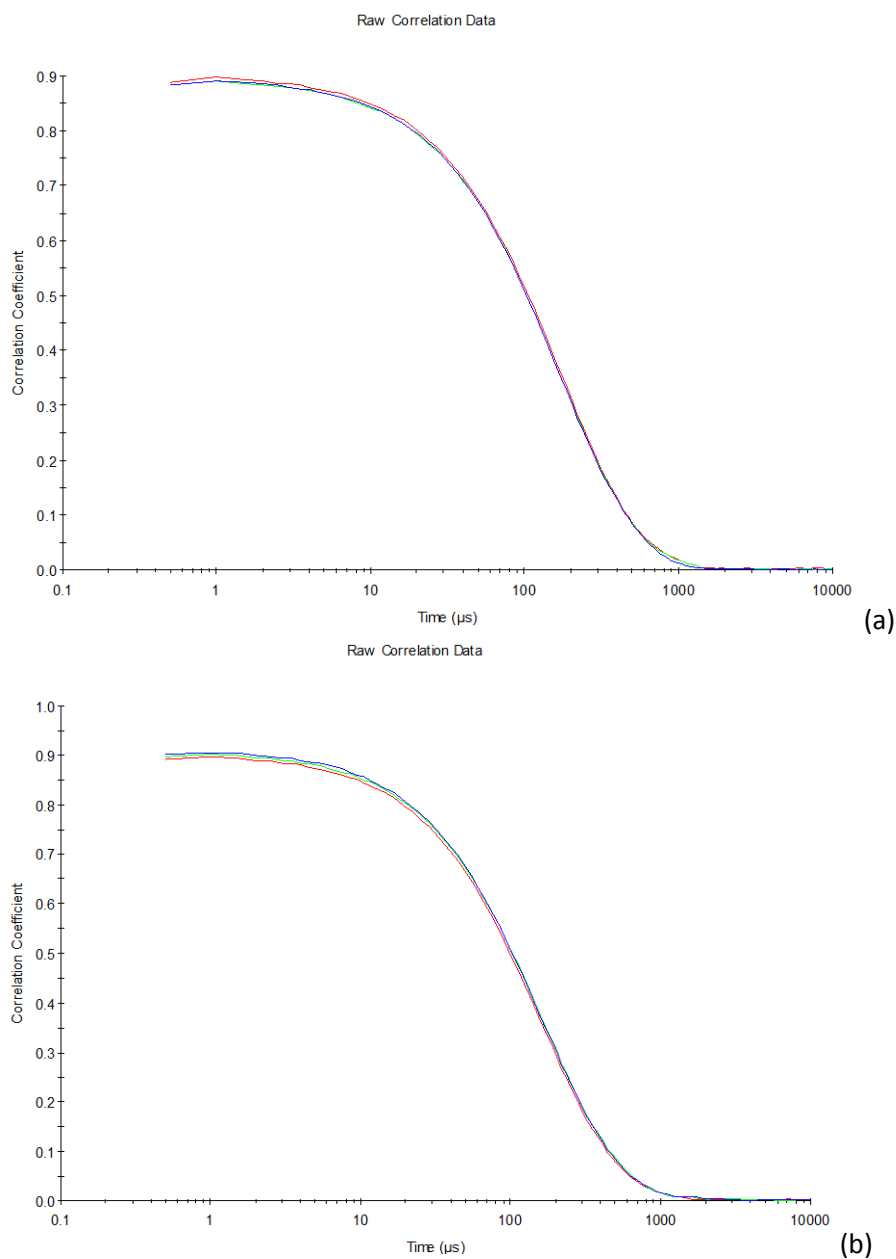 Raw Correlation Data
0.9
0.8
0.7
0.6
0.5
0.4
0.3
0.2
0.1
0.0
Correlation Coefficient
0.1 1 10 100 1000 10000
Time (µs)
(a)
Raw Correlation Data
1.0
0.9
0.8
0.7
0.6
0.5
0.4
0.3
0.2
0.1
0.0
Correlation Coefficient
0.1 1 10 100 1000 10000
Time (µs)
(b)